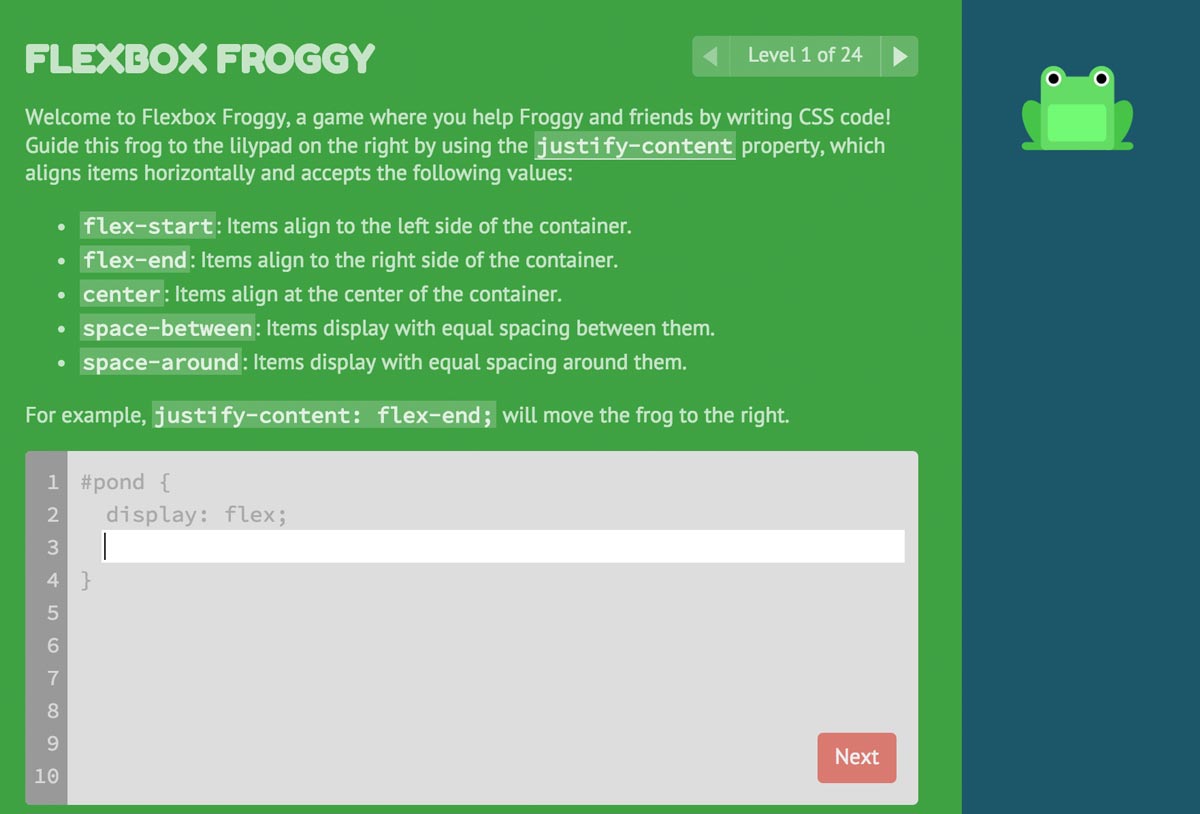 FLEXBOX FROGGY
Level 1 of 24
Welcome to Flexbox Froggy, a game where you help Froggy and friends by writing CSS code!
Guide this frog to the lilypad on the right by using the justify-content property, which
aligns items horizontally and accepts the following values:
• flex-start: Items align to the left side of the container.
• flex-end: Items align to the right side of the container.
• center: Items align at the center of the container.
• space-between: Items display with equal spacing between them.
• space-around: Items display with equal spacing around them.
For example, justify-content: flex-end; will move the frog to the right.
1 #pond {
2 display: flex;
3
4 }
5
6
7
8
9
10
Next